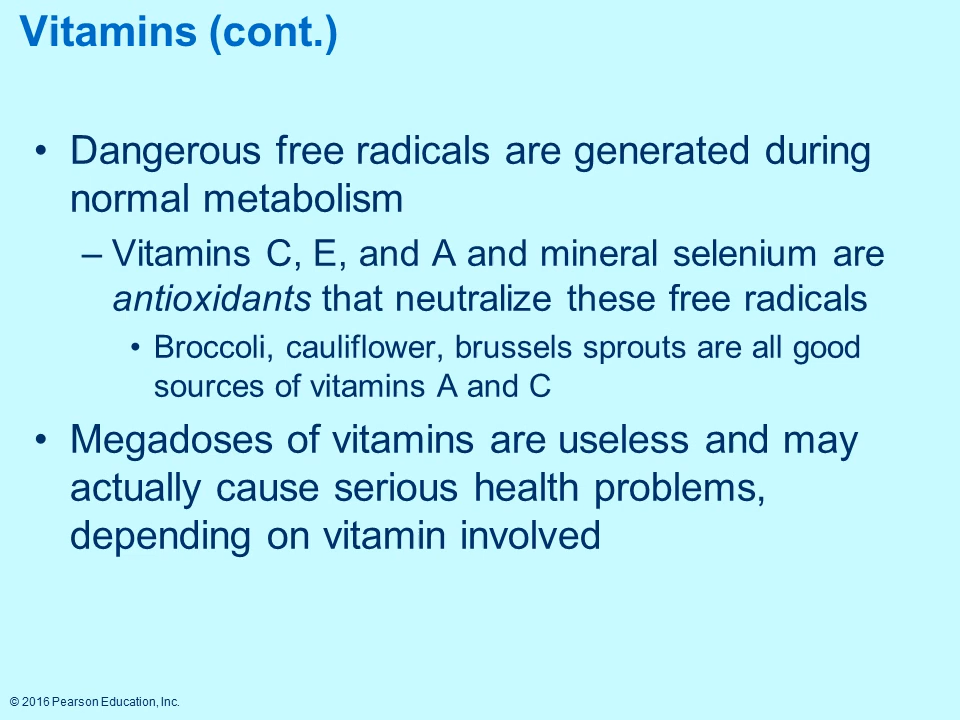 Vitamins (cont.)
• Dangerous free radicals are generated during
normal metabolism
– Vitamins C, E, and A and mineral selenium are
antioxidants that neutralize these free radicals
• Broccoli, cauliflower, brussels sprouts are all good
sources of vitamins A and C
• Megadoses of vitamins are useless and may
actually cause serious health problems,
depending on vitamin involved
© 2016 Pearson Education, Inc.